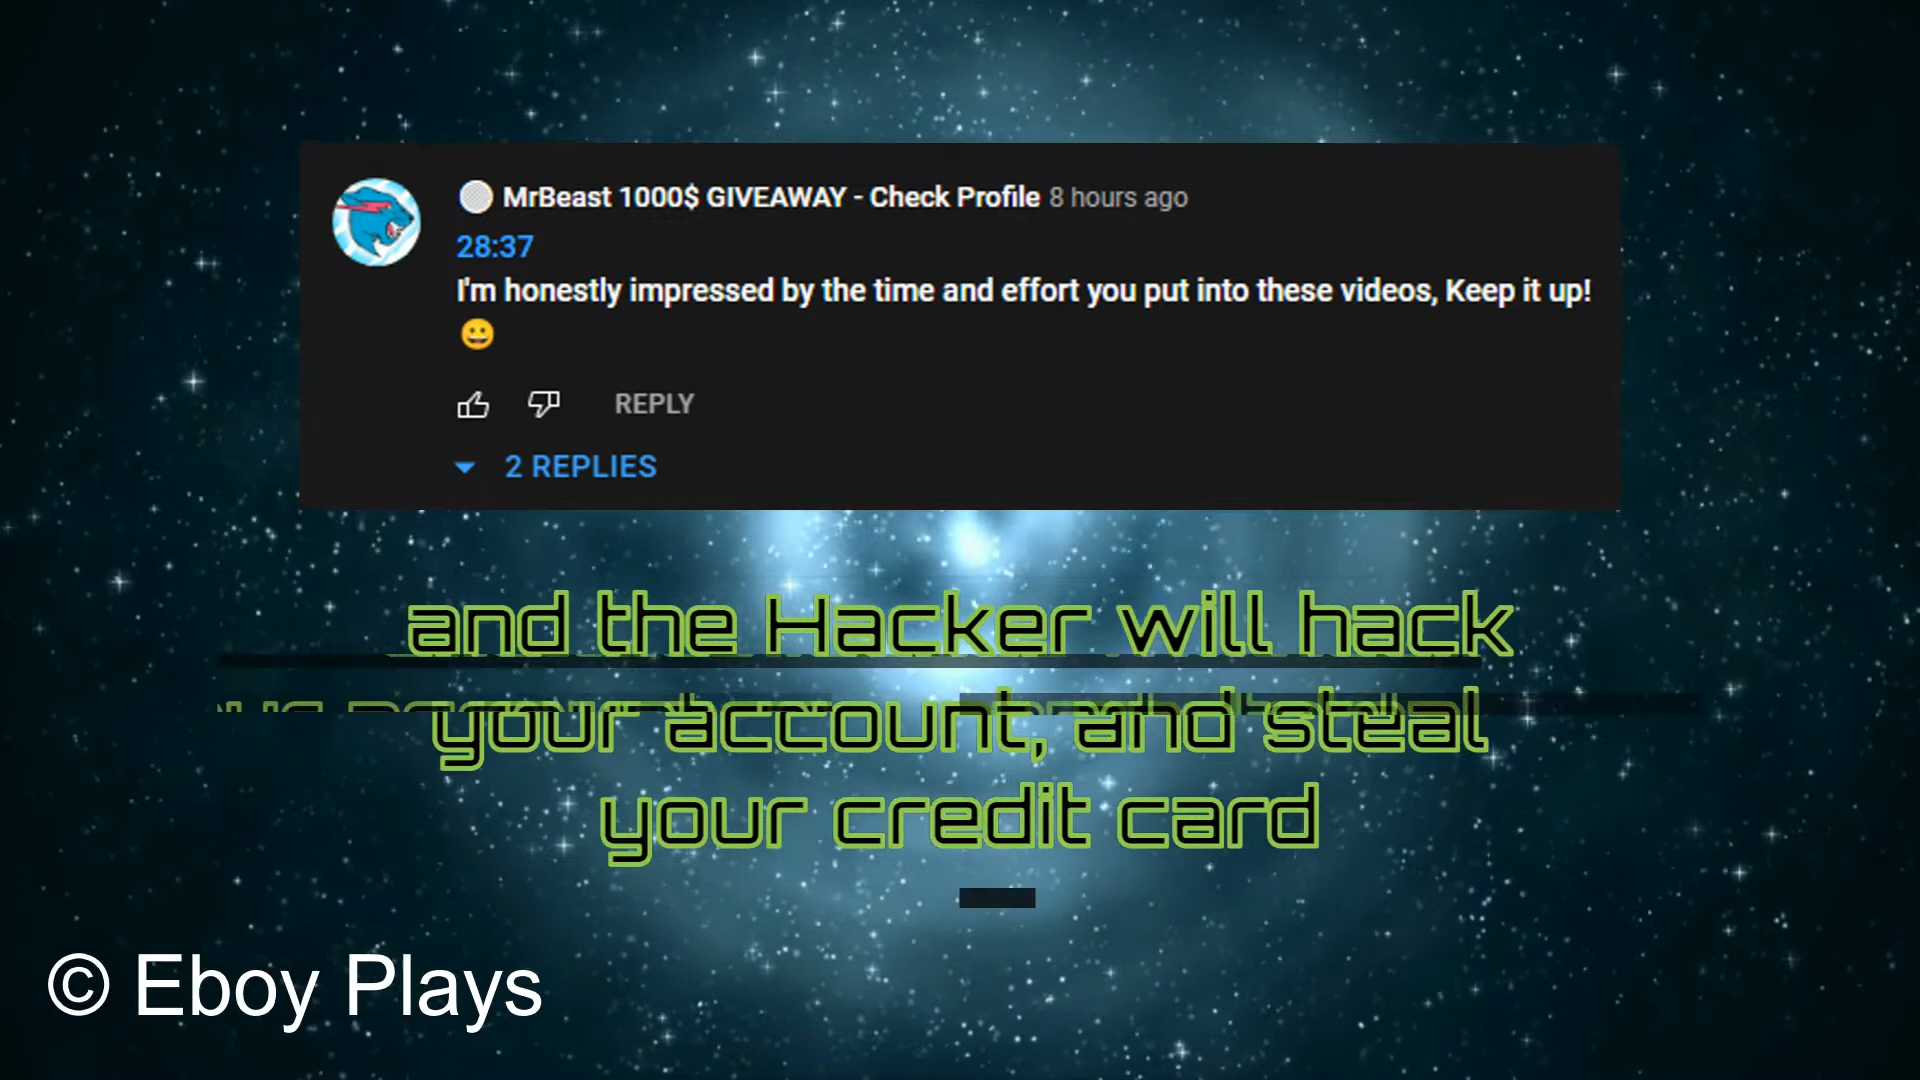 MrBeast 1000$ GIVEAWAY - Check Profile 8 hours ago
28:37
I'm honestly impressed by the time and effort you put into these videos, Keep it up!
😀
REPLY
2 REPLIES
and the Hacker will hack
your account, and steal
your credit card
© Eboy Plays